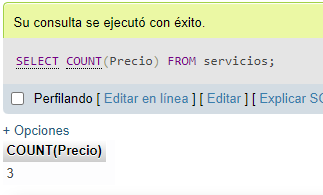 Su consulta se ejecutó con éxito.
SELECT COUNT(Precio) FROM servicios;
Perfilando [ Editar en línea ] [ Editar ] [ Explicar
+ Opciones
COUNT(Precio)
3